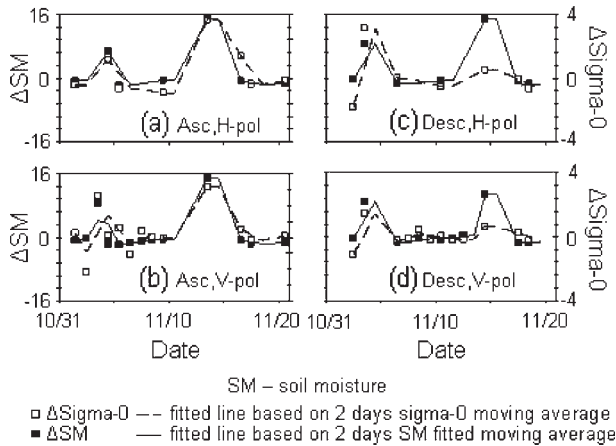 16
0
-16
ΔSM
(a) Asc,H-pol
(c) Desc,H-pol
4
0
-4
ΔSigma-0
16
0
-16
ΔSM
(b) Asc,V-pol
(d) Desc,V-pol
4
0
-4
ΔSigma-0
10/31 11/10 11/20
10/31 11/10 11/20
Date Date
SM – soil moisture
ΔSigma-0 fitted line based on 2 days sigma-0 moving average
ΔSM fitted line based on 2 days SM fitted moving average